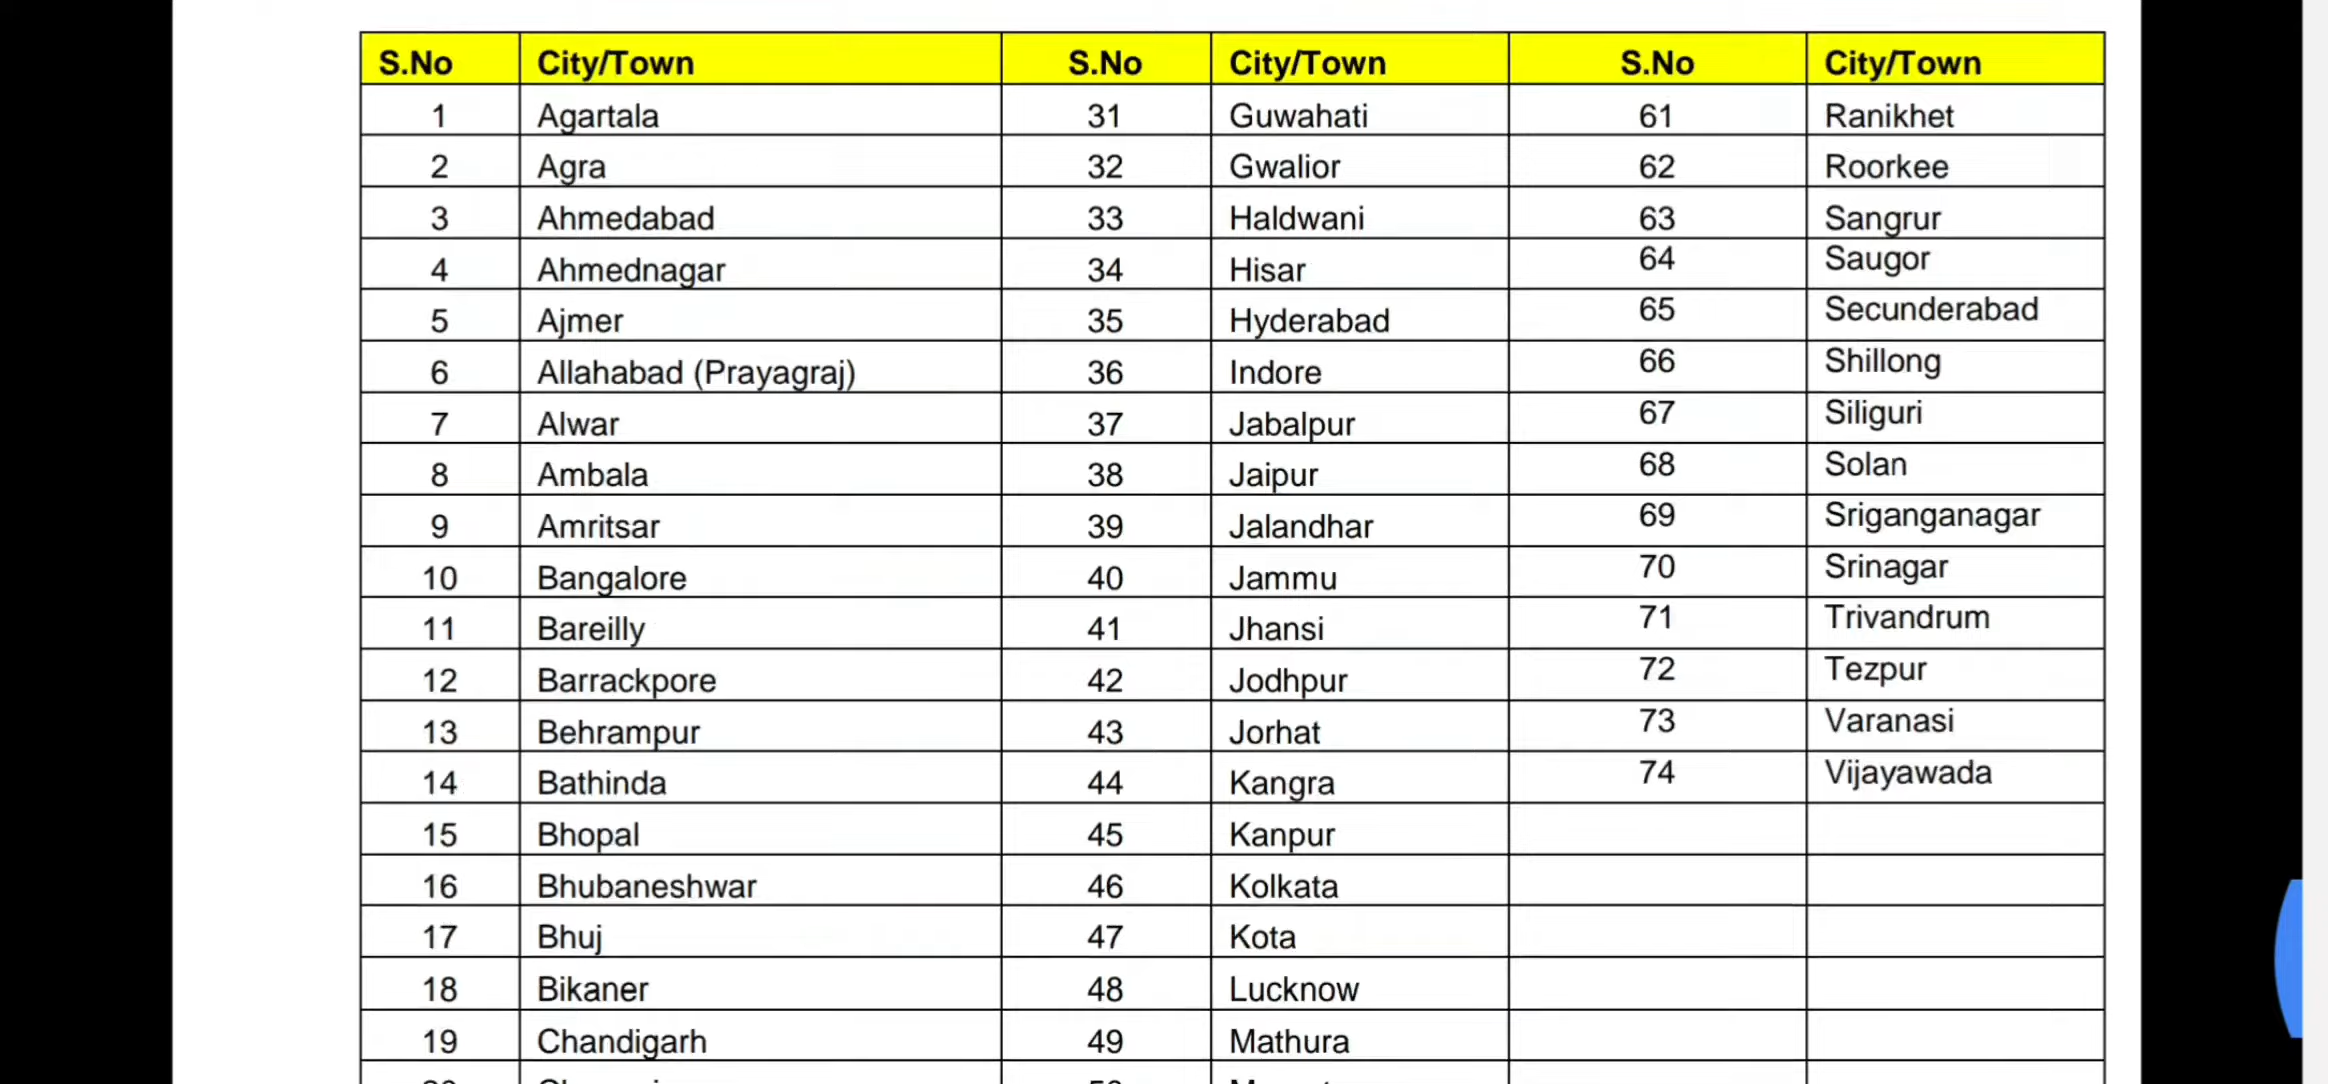 S.No City/Town S.No City/Town S.No City/Town
1 Agartala 31 Guwahati 61 Ranikhet
2 Agra 32 Gwalior 62 Roorkee
3 Ahmedabad 33 Haldwani 63 Sangrur
4 Ahmednagar 34 Hisar 64 Saugor
5 Ajmer 35 Hyderabad 65 Secunderabad
6 Allahabad (Prayagraj) 36 Indore 66 Shillong
7 Alwar 37 Jabalpur 67 Siliguri
8 Ambala 38 Jaipur 68 Solan
9 Amritsar 39 Jalandhar 69 Sriganganagar
10 Bangalore 40 Jammu 70 Srinagar
11 Bareilly 41 Jhansi 71 Trivandrum
12 Barrackpore 42 Jodhpur 72 Tezpur
13 Behrampur 43 Jorhat 73 Varanasi
14 Bathinda 44 Kangra 74 Vijayawada
15 Bhopal 45 Kanpur
16 Bhubaneshwar 46 Kolkata
17 Bhuj 47 Kota
18 Bikaner 48 Lucknow
19 Chandigarh 49 Mathura